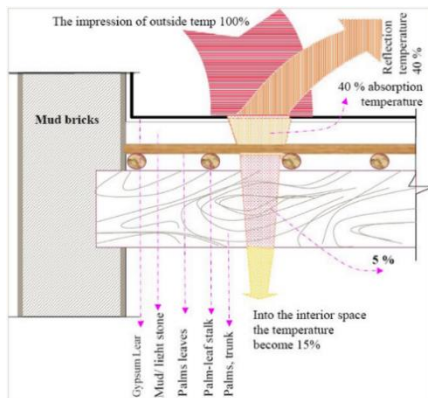 The impression of outside temp 100%
Reflection
temperature
40 %
40 % absorption
temperature
Mud bricks
5 %
Into the interior space
the temperature
become 15%
Gypsum Lear
Mud/ light stone
Palms leaves
Palm-leaf stalk
Palms, trunk